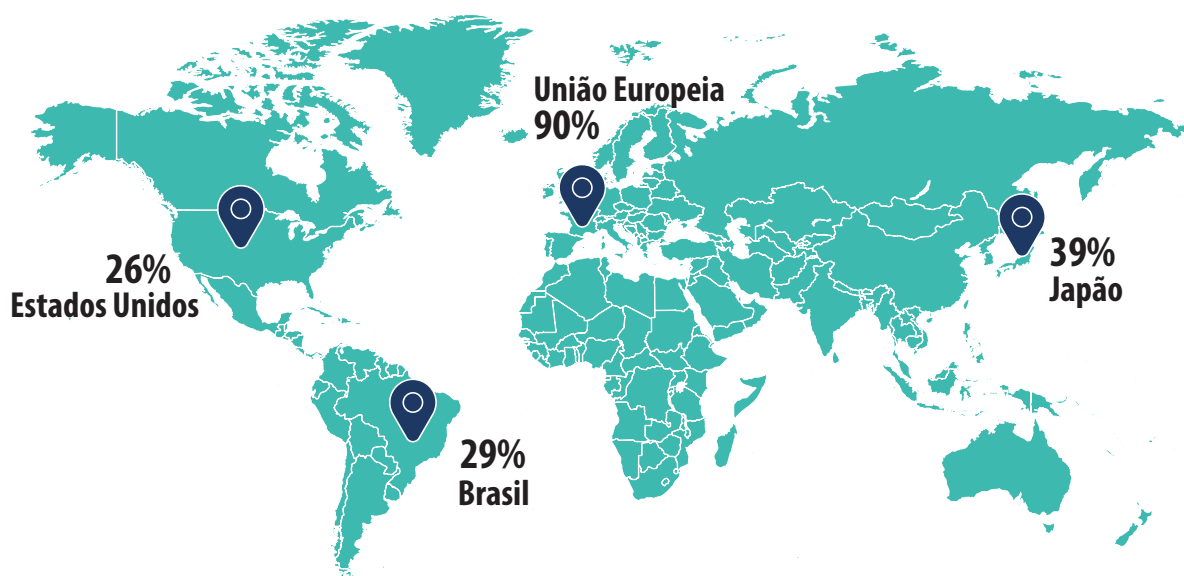 União Europeia
90%
26%
Estados Unidos
39%
Japão
29%
Brasil